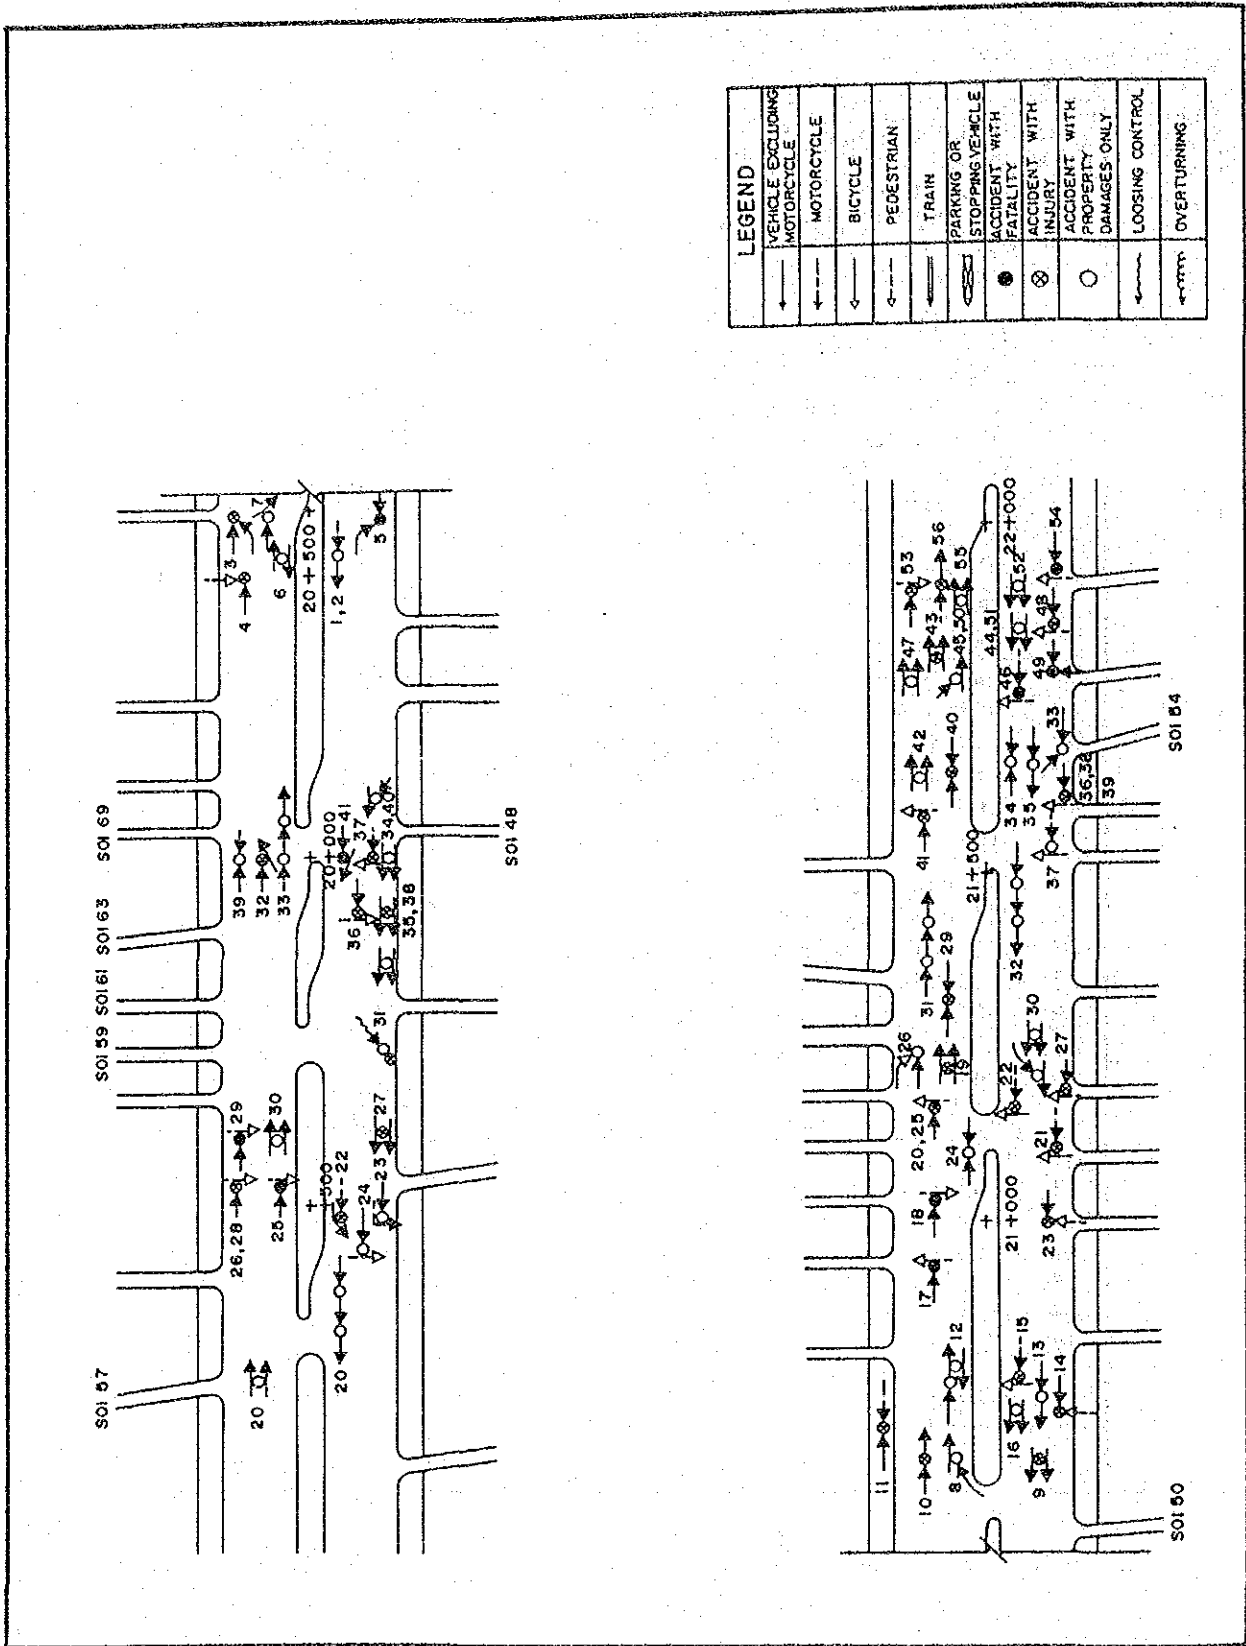 LEGEND
VEHICLE EXCLUDING
MOTORCYCLE
MOTORCYCLE
BICYCLE
PEDESTRIAN
TRAIN
PARKING OR
STOPPING VEHICLE
ACCIDENT WITH
FATALITY
ACCIDENT WITH
INJURY
ACCIDENT WITH
PROPERTY
DAMAGES ONLY
LOOSING CONTROL
OVERTURNING
SOI 57
SOI 59
SOI 61
SOI 63
SOI 69
20
26,28
29
25
30
39
32
33
4
3
6
7
+500
20+000
20+500+
20
22
24
23
27
31
36
37
41
34,40
35,38
1,2
5
SOI 48
11
10
8
12
17
18
20,25
24
26
19
31
29
41
42
40
47
43
45,50
53
56
55
21+000
21+500
22+000
44,51
9
16
15
13
14
23
21
22
27
30
32
37
34
35
36,38
39
33
46
49
48
52
54
SOI 50
SOI 54